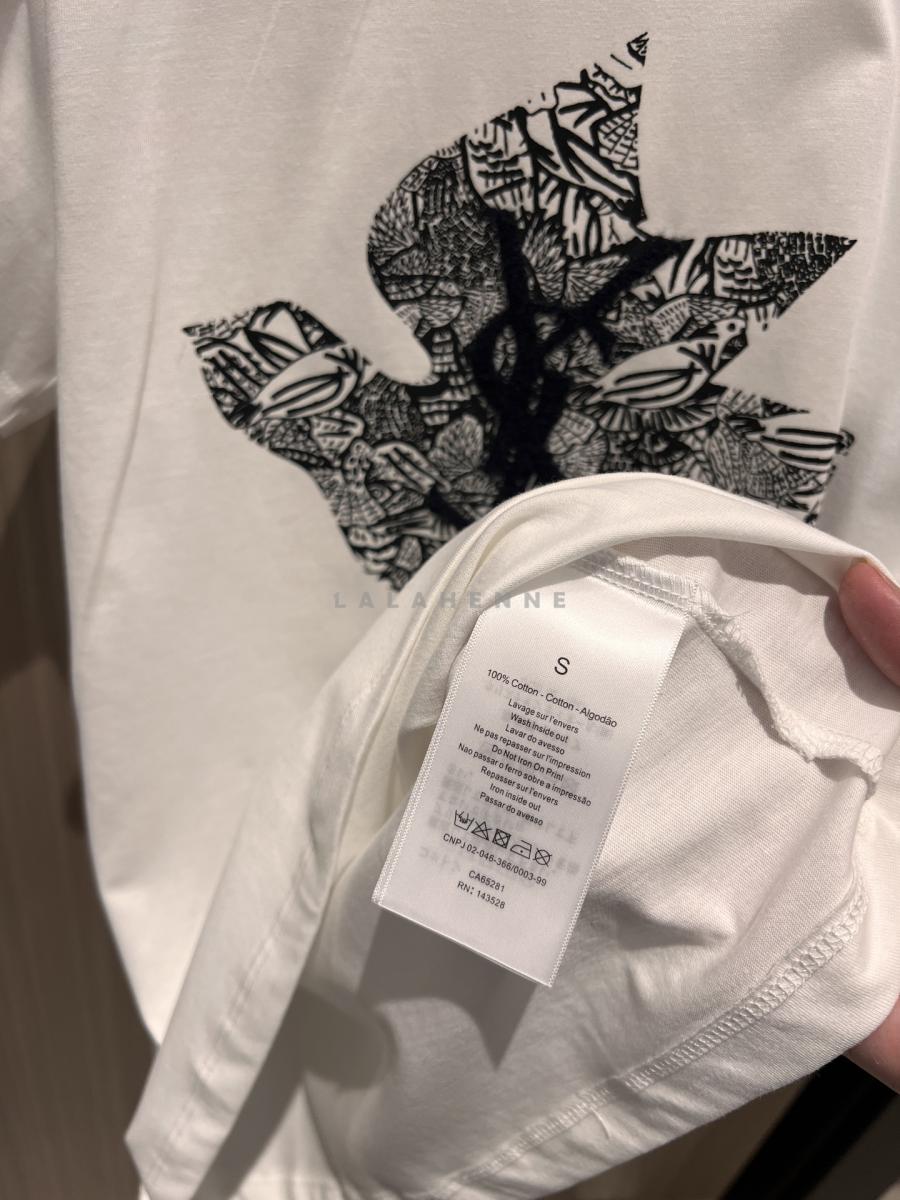 LALAHENNE
S
100% Cotton - Cotton - Algodão
Lavage sur l'envers
Wash Inside out
Lavar do avesso
Ne pas repasser sur l'impression
Do Not Iron On Print
Nao passar o ferro sobre a impressão
Repasser sur l'envers
Iron inside out
Passar do avesso
CNPJ 02-048-366/0003-99
CA65281
RN: 143528